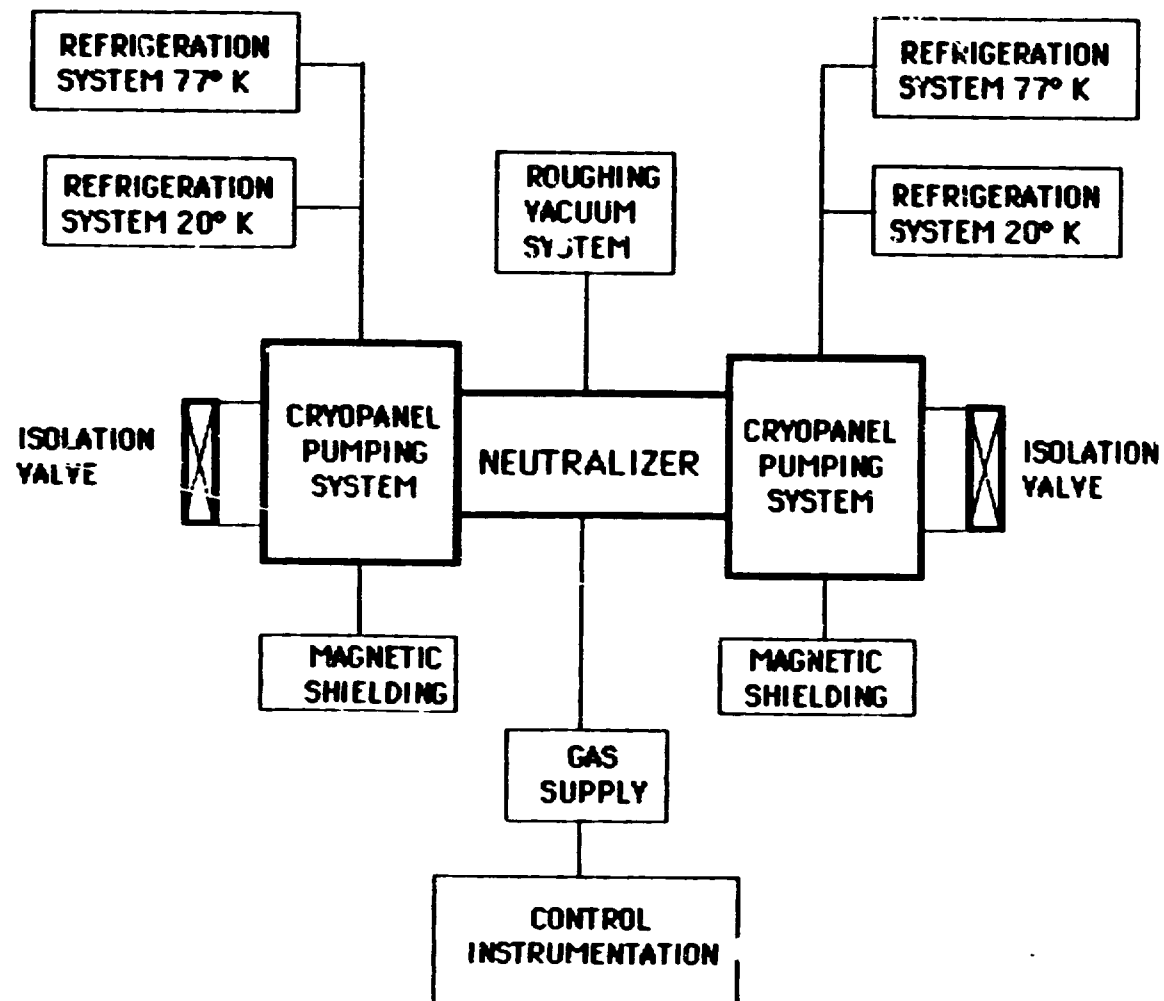 REFRIGERATION
SYSTEM 77° K
REFRIGERATION
SYSTEM 77° K
REFRIGERATION
SYSTEM 20° K
ROUGHING
VACUUM
SYSTEM
REFRIGERATION
SYSTEM 20° K
ISOLATION
VALVE
CRYOPANEL
PUMPING
SYSTEM
NEUTRALIZER
CRYOPANEL
PUMPING
SYSTEM
ISOLATION
VALVE
MAGNETIC
SHIELDING
MAGNETIC
SHIELDING
GAS
SUPPLY
CONTROL
INSTRUMENTATION